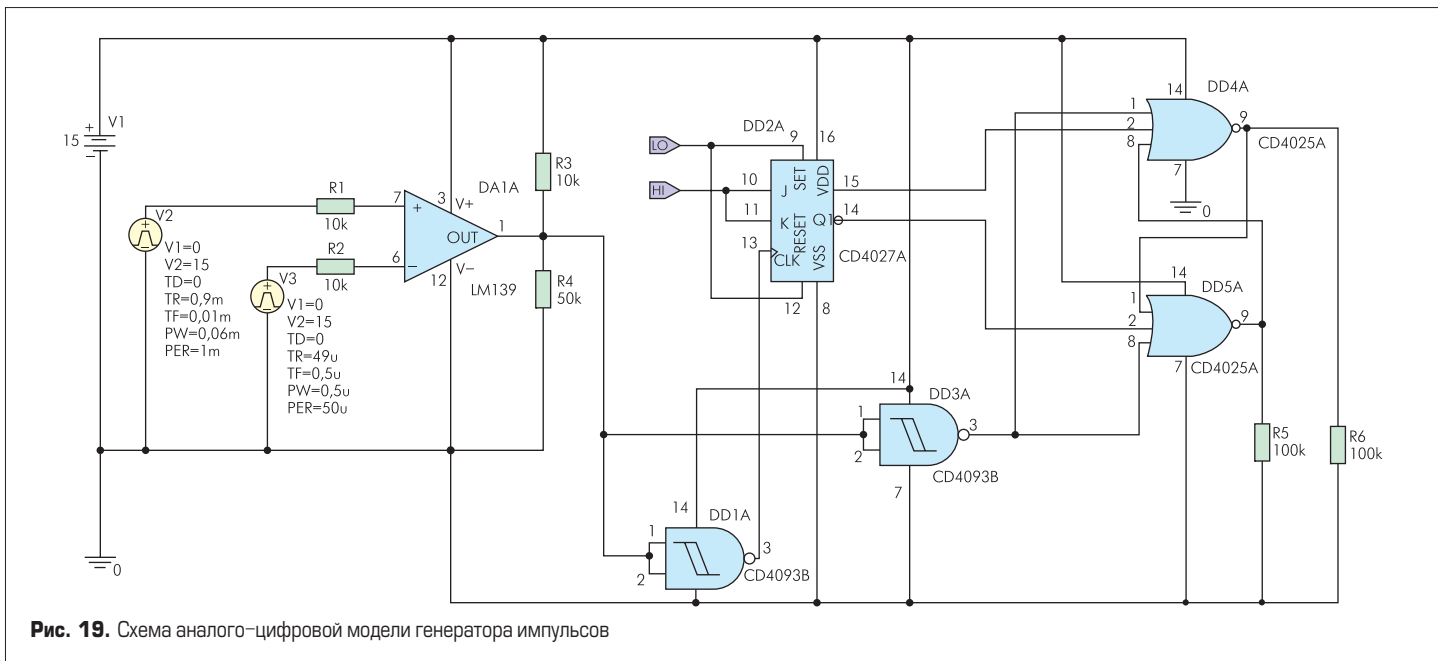 V1
15
V2
V1=0
V2=15
TD=0
TR=0,9m
TF=0,01m
PW=0,06m
PER=1m
V3
V1=0
V2=15
TD=0
TR=49u
TF=0,5u
PW=0,5u
PER=50u
0
R1
10k
R2
10k
DA1A
7
+
6
−
3
V+
OUT
1
V−
12
LM139
R3
10k
R4
50k
LO
HI
DD2A
9
16
10
J
SET
VDD
15
11
K
Q1
14
13
CLK
RESET
VSS
CD4027A
12
8
14
DD1A
1
2
3
CD4093B
14
DD3A
1
2
3
CD4093B
7
14
DD4A
1
2
8
9
CD4025A
7
0
14
DD5A
1
2
8
9
CD4025A
7
R5
100k
R6
100k
Рис. 19. Схема аналого-цифровой модели генератора импульсов